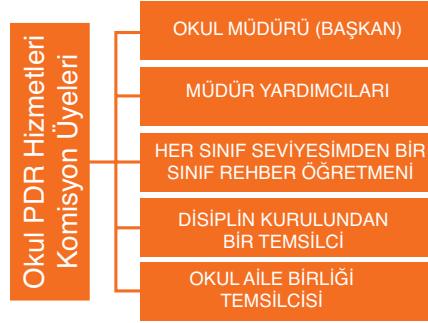 Okul PDR Hizmetleri
Komisyon Üyeleri
OKUL MÜDÜRÜ (BAŞKAN)
MÜDÜR YARDIMCILARI
HER SINIF SEVİYESİMDEN BİR
SINIF REHBER ÖĞRETMENİ
DİSİPLİN KURULUNDAN
BİR TEMSİLCİ
OKUL AİLE BİRLİĞİ
TEMSİLCİSİ